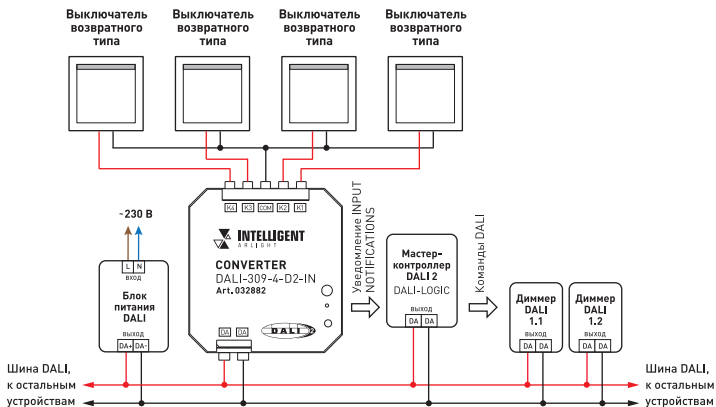 Выключатель
возвратного
типа
Выключатель
возвратного
типа
Выключатель
возвратного
типа
Выключатель
возвратного
типа
K4 K3 COM K2 K1
INTELLIGENT
ARLIGHT
CONVERTER
DALI-309-4-D2-IN
Art. 032882
DA DA
DALI 2
~230 В
L N
ВХОД
Блок
питания
DALI
ВЫХОД
DA+ DA-
Уведомление INPUT
NOTIFICATIONS
Мастер-
контроллер
DALI 2
DALI-LOGIC
ВЫХОД
DA DA
Команды DALI
Диммер
DALI
1.1
ВЫХОД
DA DA
Диммер
DALI
1.2
ВЫХОД
DA DA
Шина DALI,
к остальным
устройствам
Шина DALI,
к остальным
устройствам